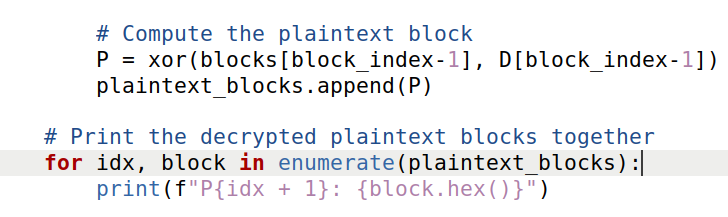 # Compute the plaintext block
P = xor(blocks[block_index-1], D[block_index-1])
plaintext_blocks.append(P)
# Print the decrypted plaintext blocks together
for idx, block in enumerate(plaintext_blocks):
print(f"P{idx + 1}: {block.hex()}")